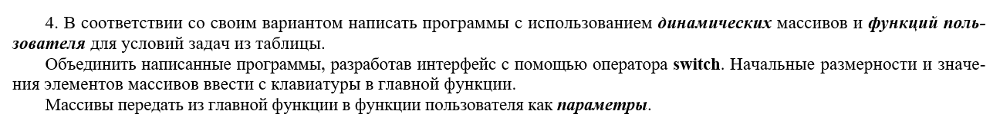 4. В соответствии со своим вариантом написать программы с использованием динамических массивов и функций поль-
зователя для условий задач из таблицы.
Объединить написанные программы, разработав интерфейс с помощью оператора switch. Начальные размерности и значе-
ния элементов массивов ввести с клавиатуры в главной функции.
Массивы передать из главной функции в функции пользователя как параметры.